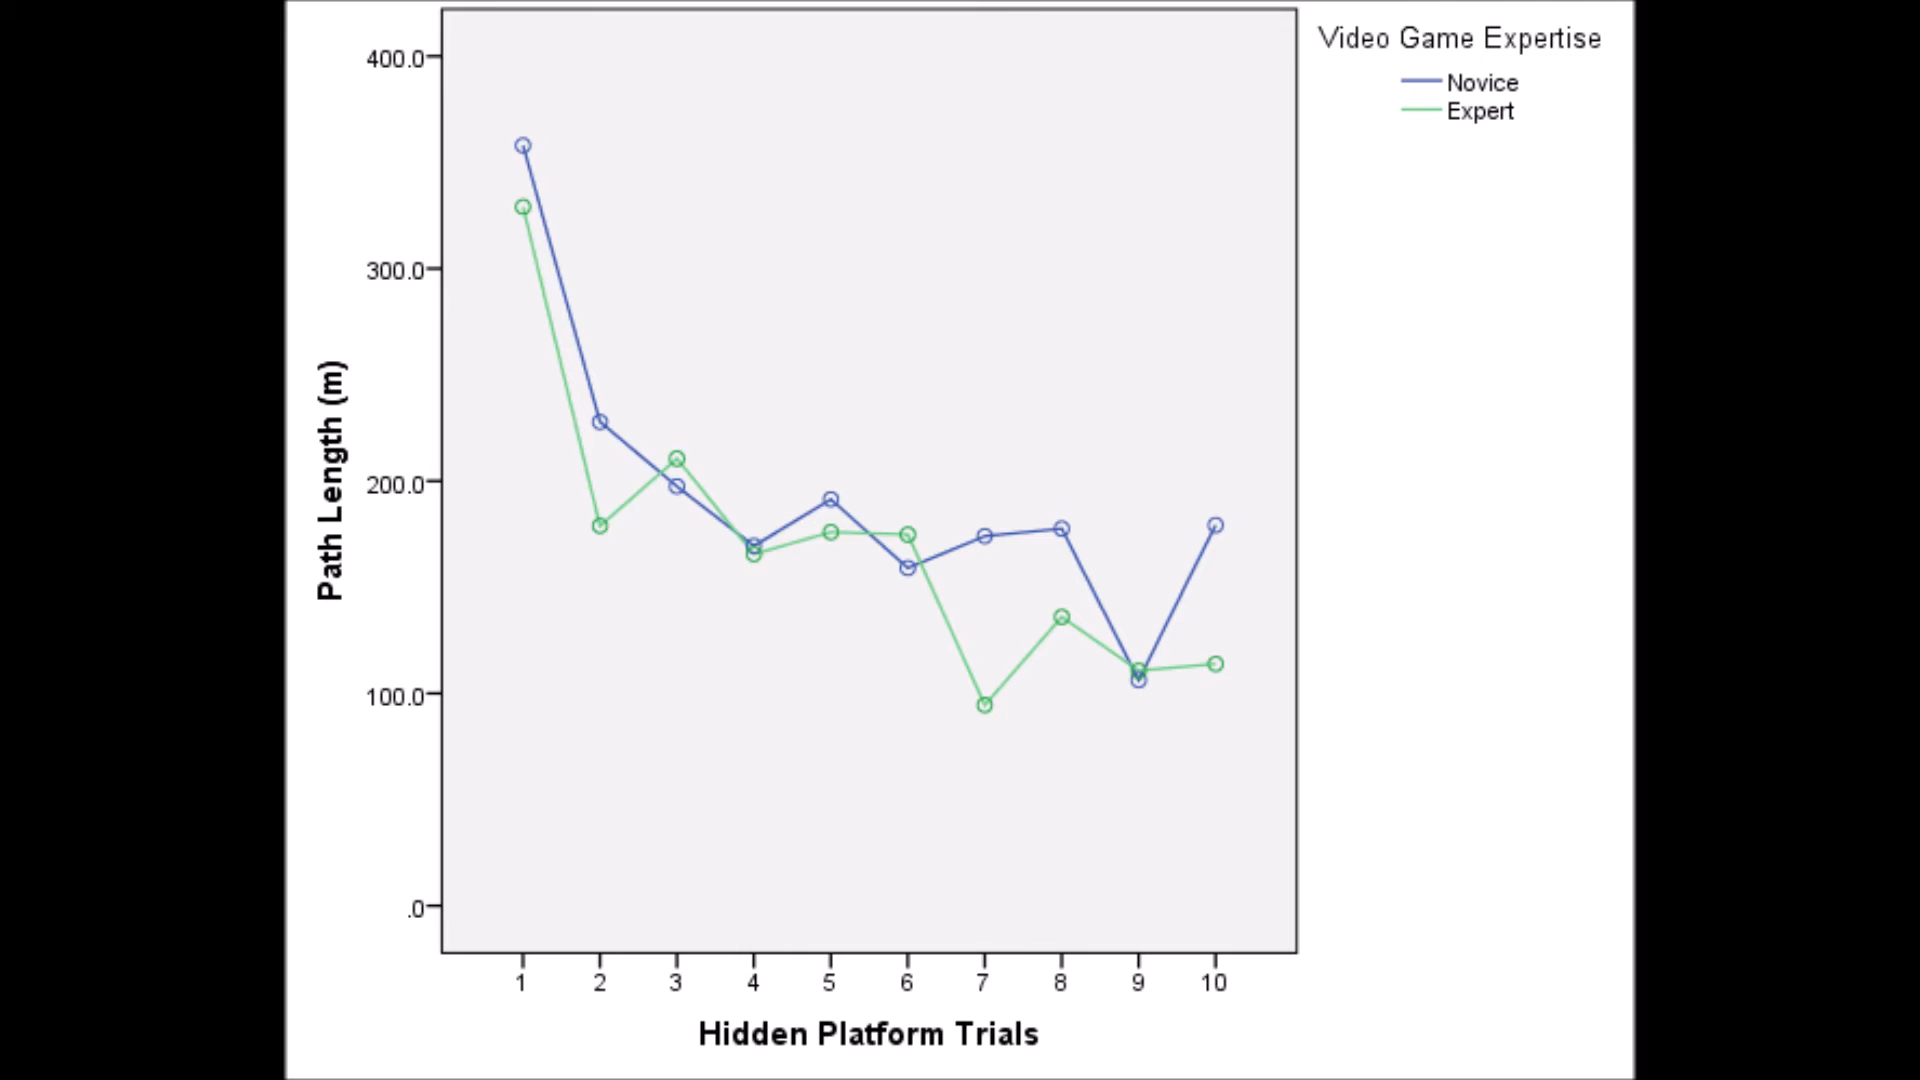 Video Game Expertise
Novice
Expert
400.0
300.0
200.0
100.0
.0
Path Length (m)
1 2 3 4 5 6 7 8 9 10
Hidden Platform Trials